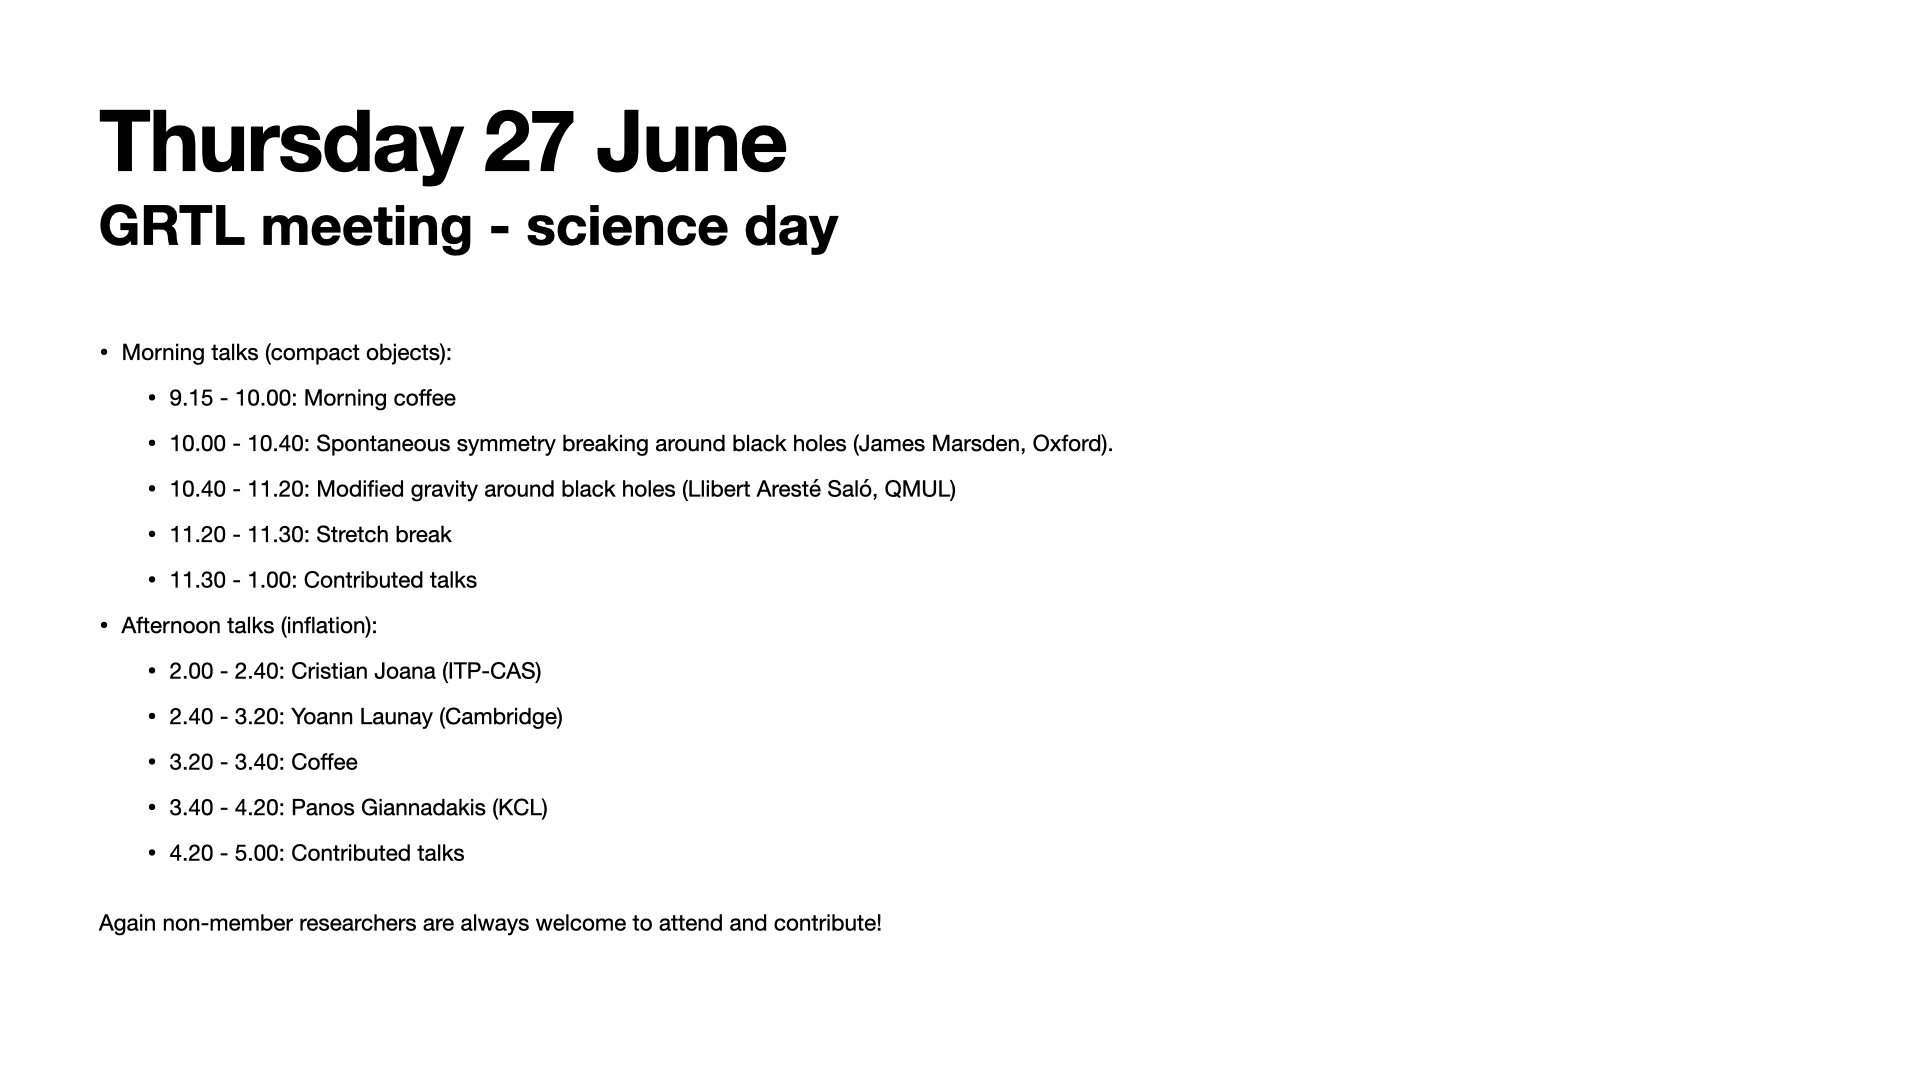 Thursday 27 June
GRTL meeting - science day
• Morning talks (compact objects):
• 9.15 - 10.00: Morning coffee
• 10.00 - 10.40: Spontaneous symmetry breaking around black holes (James Marsden, Oxford).
• 10.40 - 11.20: Modified gravity around black holes (Llibert Aresté Saló, QMUL)
• 11.20 - 11.30: Stretch break
• 11.30 - 1.00: Contributed talks
• Afternoon talks (inflation):
• 2.00 - 2.40: Cristian Joana (ITP-CAS)
• 2.40 - 3.20: Yoann Launay (Cambridge)
• 3.20 - 3.40: Coffee
• 3.40 - 4.20: Panos Giannadakis (KCL)
• 4.20 - 5.00: Contributed talks
Again non-member researchers are always welcome to attend and contribute!